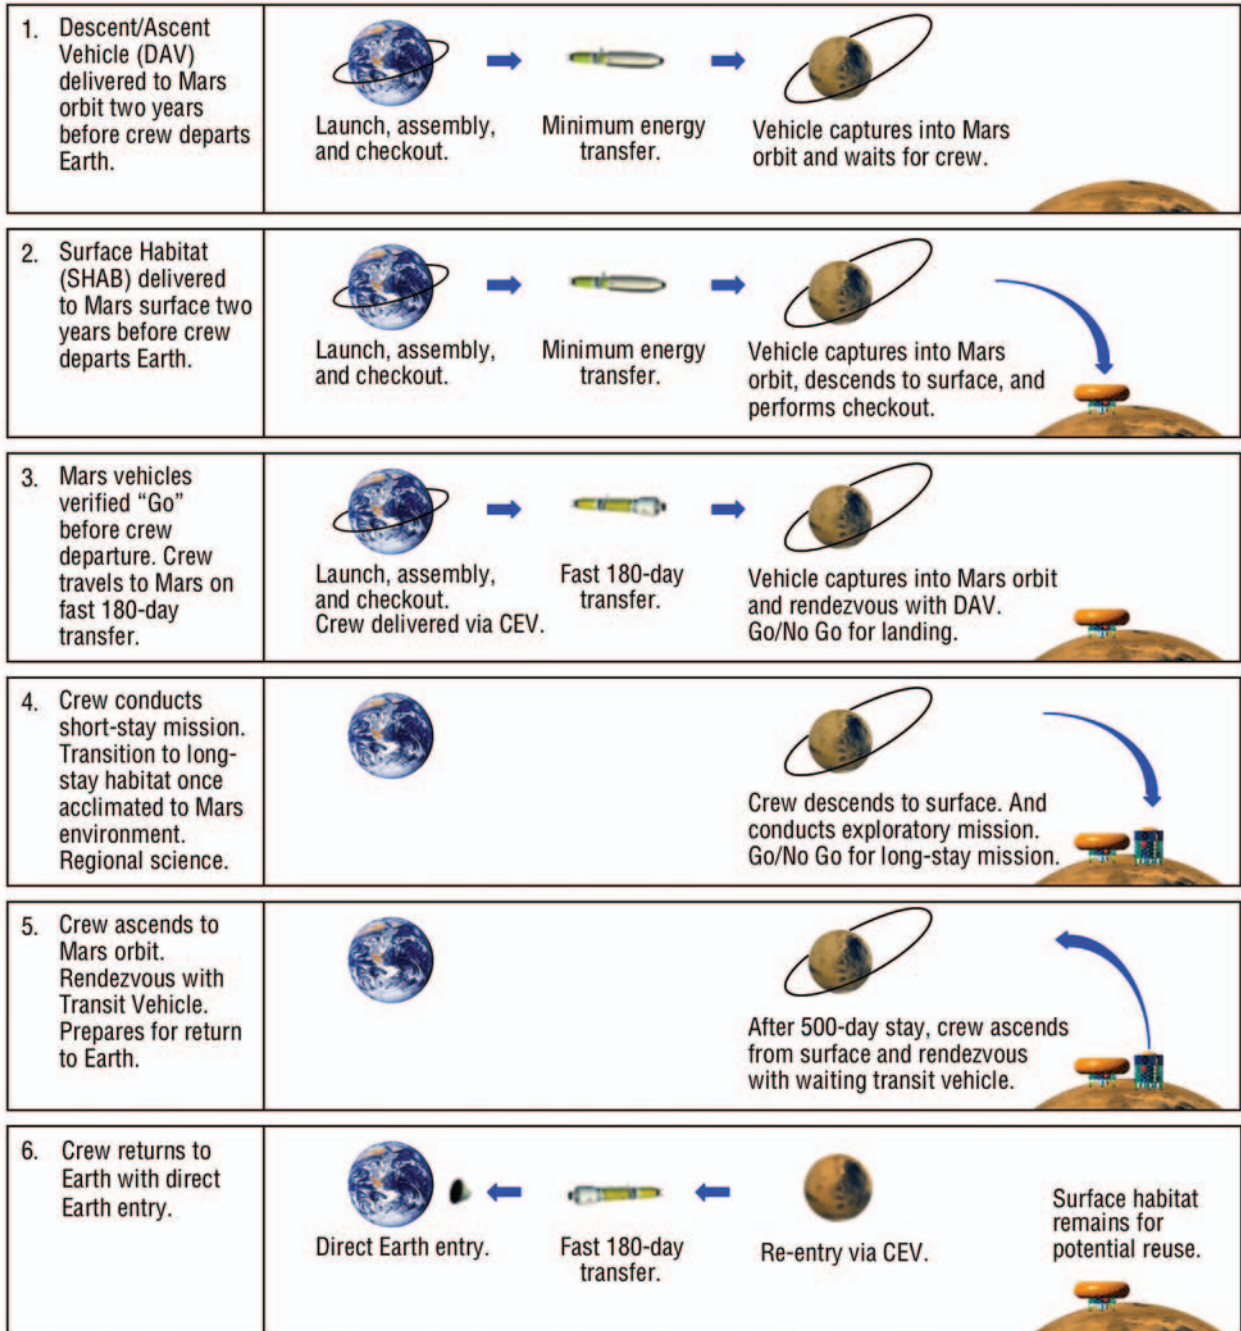 1. Descent/Ascent
Vehicle (DAV)
delivered to Mars
orbit two years
before crew departs
Earth.
Launch, assembly,
and checkout.
Minimum energy
transfer.
Vehicle captures into Mars
orbit and waits for crew.
2. Surface Habitat
(SHAB) delivered
to Mars surface two
years before crew
departs Earth.
Launch, assembly,
and checkout.
Minimum energy
transfer.
Vehicle captures into Mars
orbit, descends to surface, and
performs checkout.
3. Mars vehicles
verified “Go”
before crew
departure. Crew
travels to Mars on
fast 180-day
transfer.
Launch, assembly,
and checkout.
Crew delivered via CEV.
Fast 180-day
transfer.
Vehicle captures into Mars orbit
and rendezvous with DAV.
Go/No Go for landing.
4. Crew conducts
short-stay mission.
Transition to long-
stay habitat once
acclimated to Mars
environment.
Regional science.
Crew descends to surface. And
conducts exploratory mission.
Go/No Go for long-stay mission.
5. Crew ascends to
Mars orbit.
Rendezvous with
Transit Vehicle.
Prepares for return
to Earth.
After 500-day stay, crew ascends
from surface and rendezvous
with waiting transit vehicle.
6. Crew returns to
Earth with direct
Earth entry.
Direct Earth entry.
Fast 180-day
transfer.
Re-entry via CEV.
Surface habitat
remains for
potential reuse.